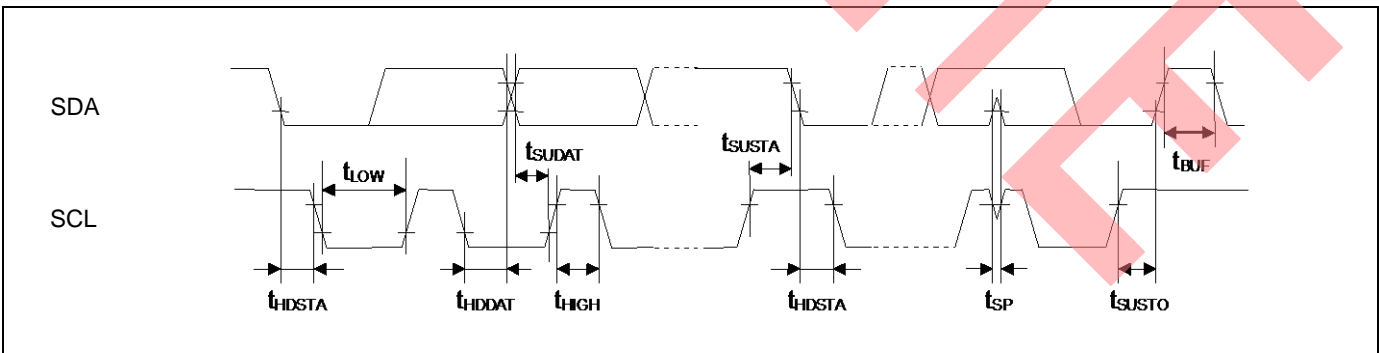 SDA
tSUDAT
tSUSTA
tBUF
tLOW
SCL
tHDSTA
tHDDAT
tHIGH
tHDSTA
tSP
tSUSTO